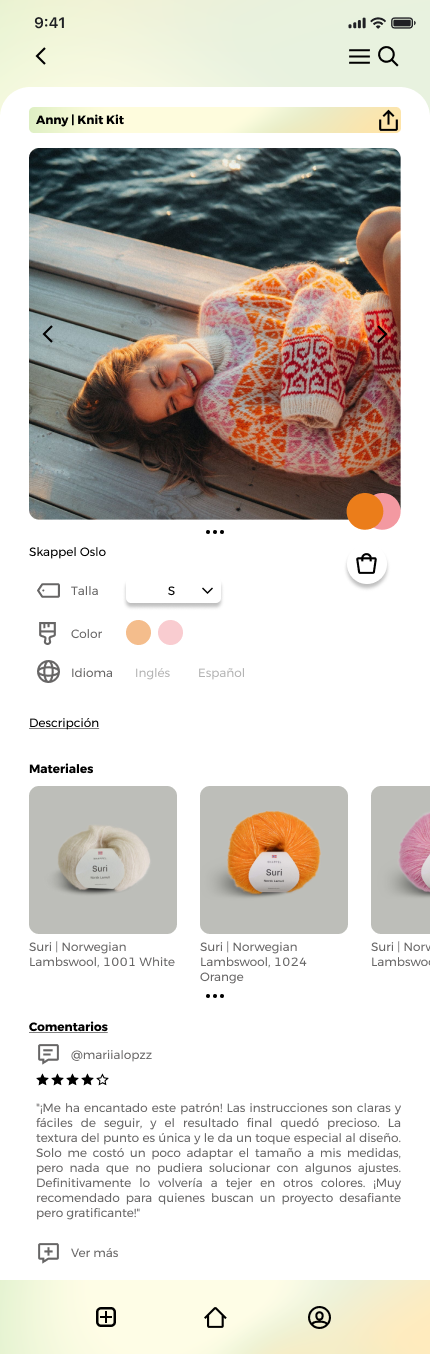 9:41
Anny | Knit Kit
Skappel Oslo
Talla
S
Color
Idioma Inglés Español
Descripción
Materiales
Suri
Suri
Suri | Norwegian
Lambswool, 1001 White
Suri | Norwegian
Lambswool, 1024
Orange
Suri | Norw
Lambswoo
Comentarios
@mariialopzz
"¡Me ha encantado este patrón! Las instrucciones son claras y
fáciles de seguir, y el resultado final quedó precioso. La
textura del punto es única y le da un toque especial al diseño.
Solo me costó un poco adaptar el tamaño a mis medidas,
pero nada que no pudiera solucionar con algunos ajustes.
Definitivamente lo volvería a tejer en otros colores. ¡Muy
recomendado para quienes buscan un proyecto desafiante
pero gratificante!"
Ver más